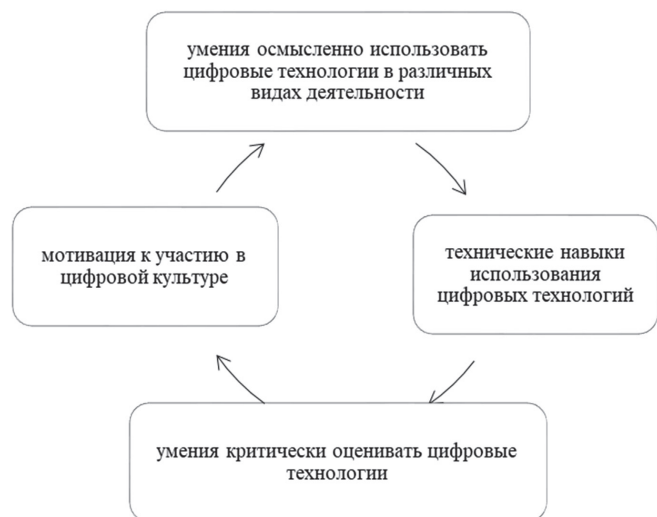 умения осмысленно использовать
цифровые технологии в различных
видах деятельности
мотивация к участию в
цифровой культуре
технические навыки
использования
цифровых технологий
умения критически оценивать цифровые
технологии